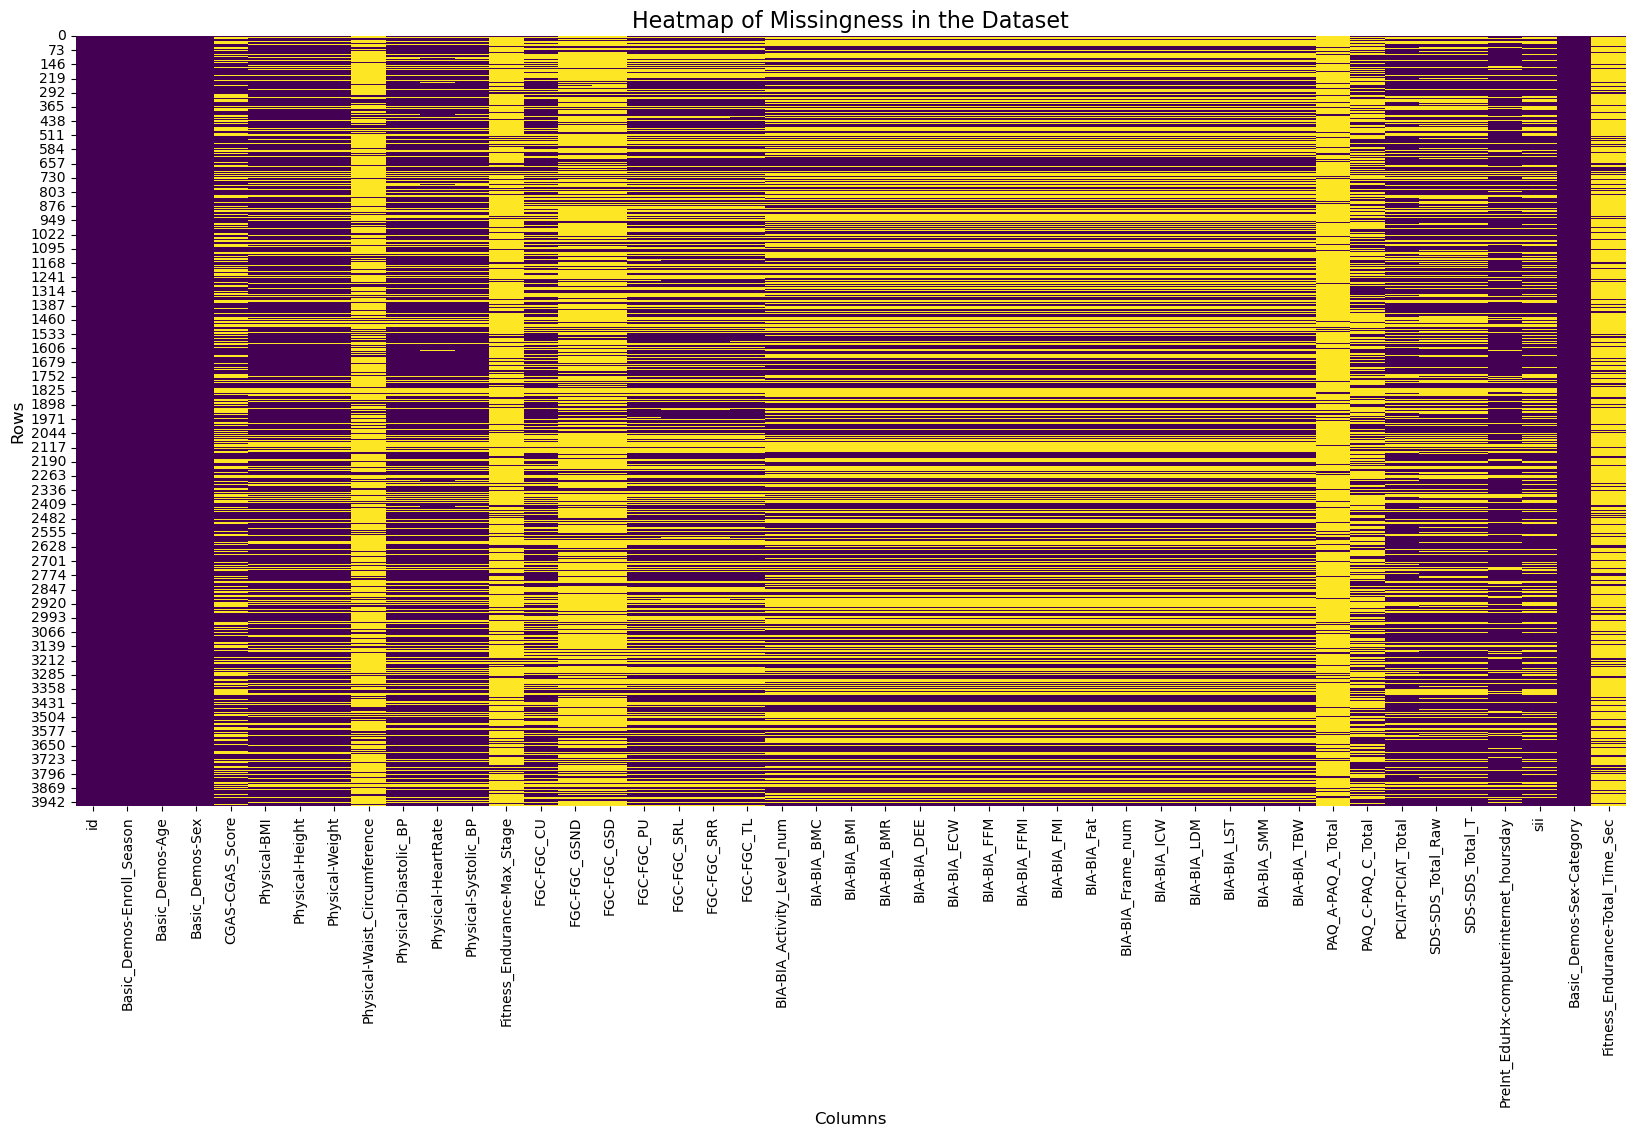 Heatmap of Missingness in the Dataset
0
73
146
219
292
365
438
511
584
657
730
803
876
949
1022
1095
1168
1241
1314
1387
1460
1533
1606
1679
1752
1825
1898
1971
2044
2117
2190
2263
2336
2409
2482
2555
2628
2701
2774
2847
2920
2993
3066
3139
3212
3285
3358
3431
3504
3577
3650
3723
3796
3869
3942
Rows
id
Basic_Demos-Enroll_Season
Basic_Demos-Age
Basic_Demos-Sex
CGAS-CGAS_Score
Physical-BMI
Physical-Height
Physical-Weight
Physical-Waist_Circumference
Physical-Diastolic_BP
Physical-HeartRate
Physical-Systolic_BP
Fitness_Endurance-Max_Stage
FGC-FGC_CU
FGC-FGC_GSND
FGC-FGC_GSD
FGC-FGC_PU
FGC-FGC_SRL
FGC-FGC_SRR
FGC-FGC_TL
BIA-BIA_Activity_Level_num
BIA-BIA_BMC
BIA-BIA_BMI
BIA-BIA_BMR
BIA-BIA_DEE
BIA-BIA_ECW
BIA-BIA_FFM
BIA-BIA_FFMI
BIA-BIA_FMI
BIA-BIA_Fat
BIA-BIA_Frame_num
BIA-BIA_ICW
BIA-BIA_LDM
BIA-BIA_LST
BIA-BIA_SMM
BIA-BIA_TBW
PAQ_A-PAQ_A_Total
PAQ_C-PAQ_C_Total
PCIAT-PCIAT_Total
SDS-SDS_Total_Raw
SDS-SDS_Total_T
PreInt_EduHx-computerinternet_hoursday
sii
Basic_Demos-Sex-Category
Fitness_Endurance-Total_Time_Sec
Columns